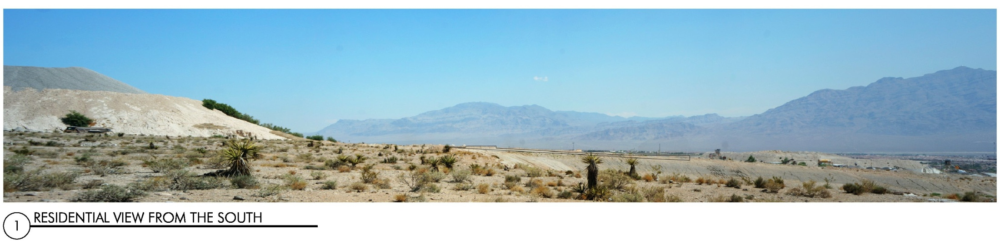 1
RESIDENTIAL VIEW FROM THE SOUTH